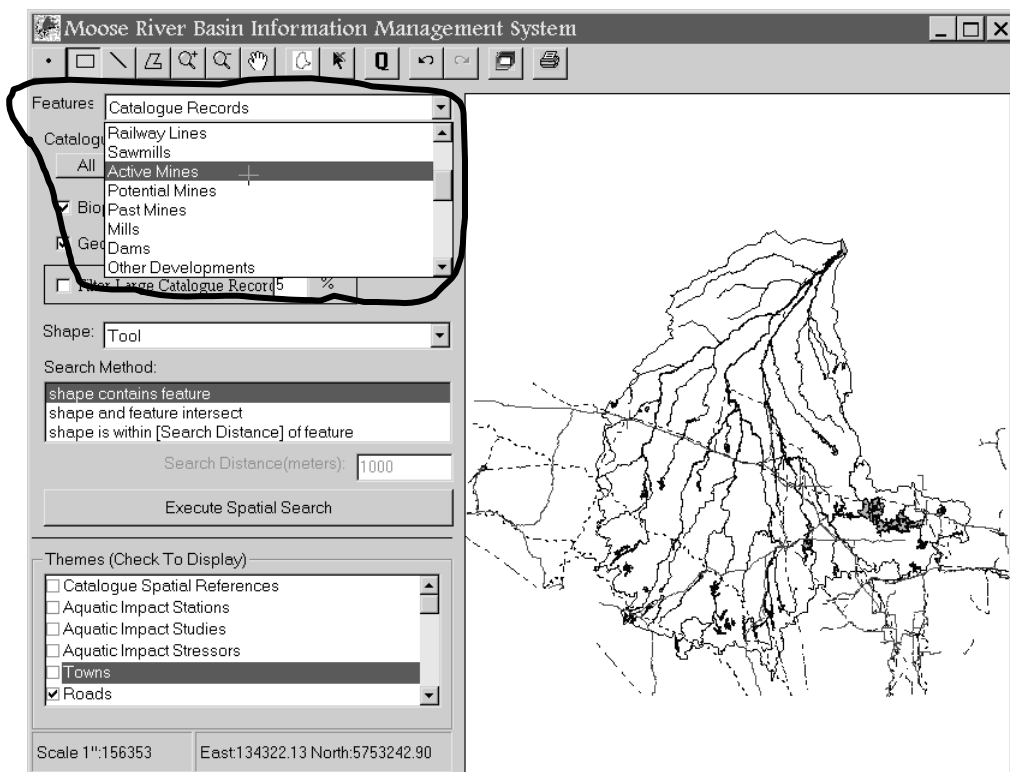 Moose River Basin Information Management System
Q
Features
Catalogue Records
Railway Lines
Sawmills
Active Mines
Potential Mines
Past Mines
Mills
Dams
Other Developments
All
Filter Large Catalogue Record 5 %
Shape: Tool
Search Method:
shape contains feature
shape and feature intersect
shape is within [Search Distance] of feature
Search Distance(meters): 1000
Execute Spatial Search
Themes (Check To Display)
Catalogue Spatial References
Aquatic Impact Stations
Aquatic Impact Studies
Aquatic Impact Stressors
Towns
Roads
Scale 1":156353 East:134322.13 North:5753242.90